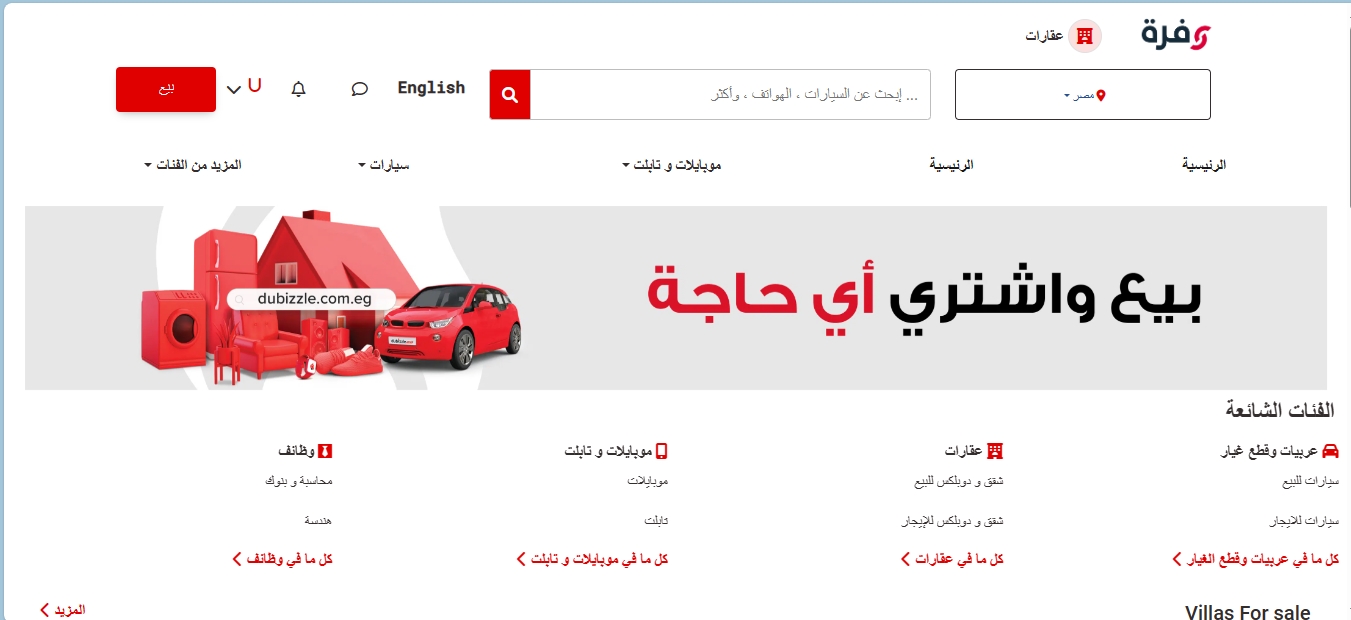 وفرة
عقارات
مصر
إبحث عن السيارات ، الهواتف ، وأكثر ...
English
U
بيع
الرئيسية
الرئيسية
موبايلات و تابلت
سيارات
المزيد من الفئات
بيع واشتري أي حاجة
dubizzle.com.eg
dubizzle
الفئات الشائعة
عربيات وقطع غيار
سيارات للبيع
سيارات للايجار
كل ما في عربيات وقطع الغيار
عقارات
شقق و دوبلكس للبيع
شقق و دوبلكس للإيجار
كل ما في عقارات
موبايلات و تابلت
موبايلات
تابلت
كل ما في موبايلات و تابلت
وظائف
محاسبة و بنوك
هندسة
كل ما في وظائف
Villas For sale
المزيد